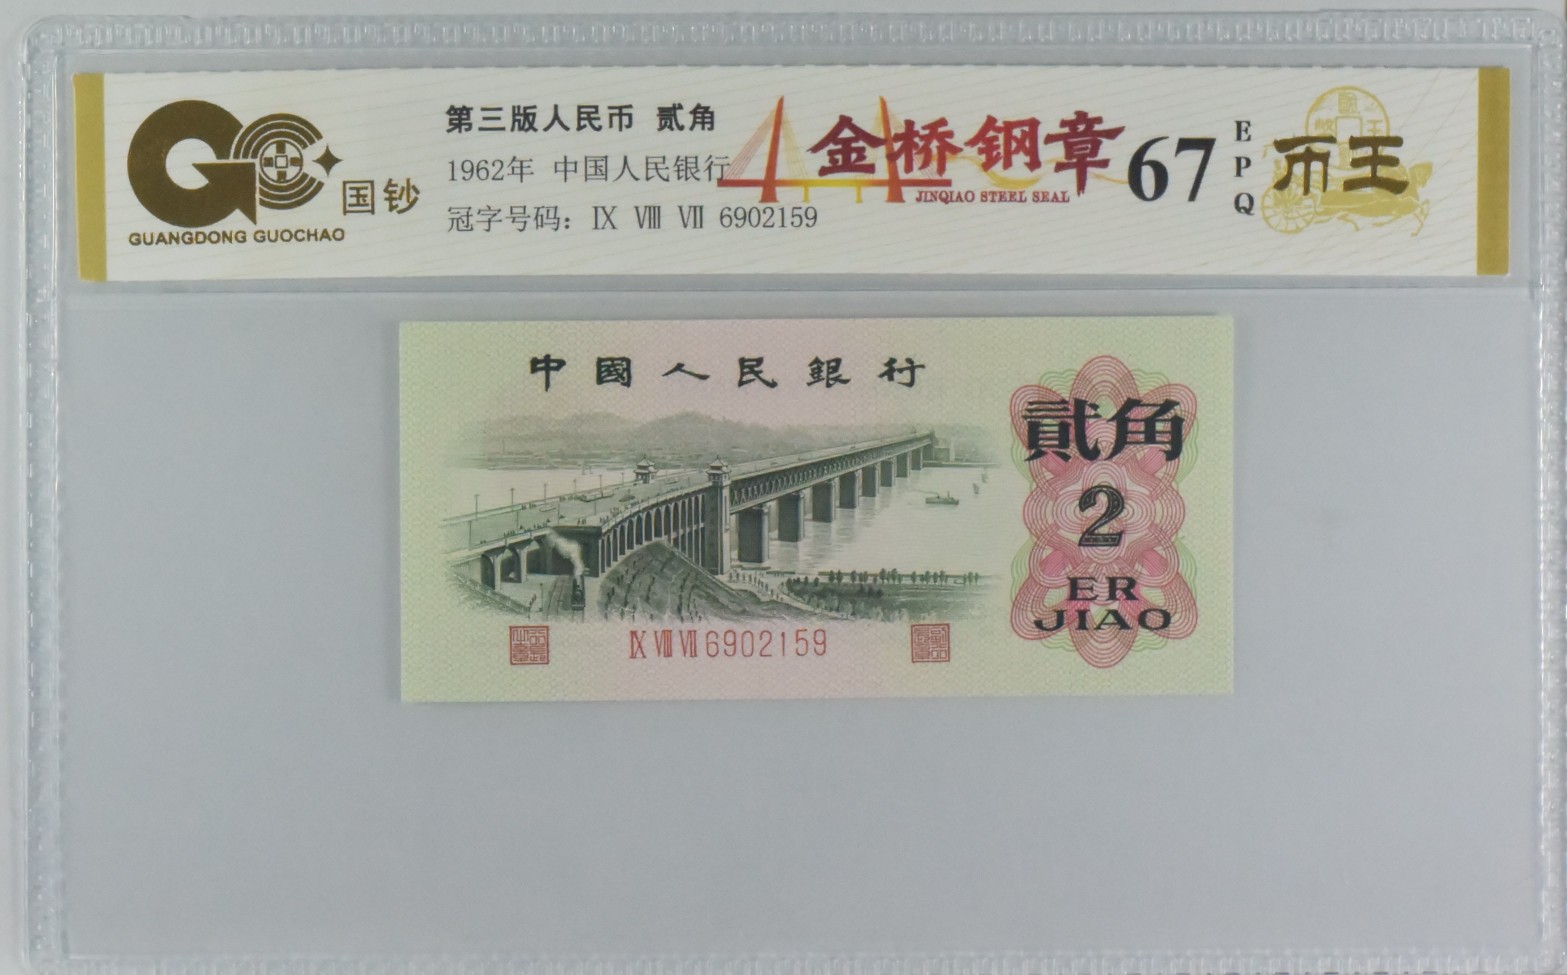 第三版人民币 贰角
1962年 中国人民银行
冠字号码：Ⅸ Ⅷ Ⅶ 6902159
国钞
GUANGDONG GUOCHAO
金桥钢章
JINQIAO STEEL SEAL
67
EPQ
币王
中國人民銀行
貳角
2
ER
JIAO
Ⅸ Ⅷ Ⅶ 6902159